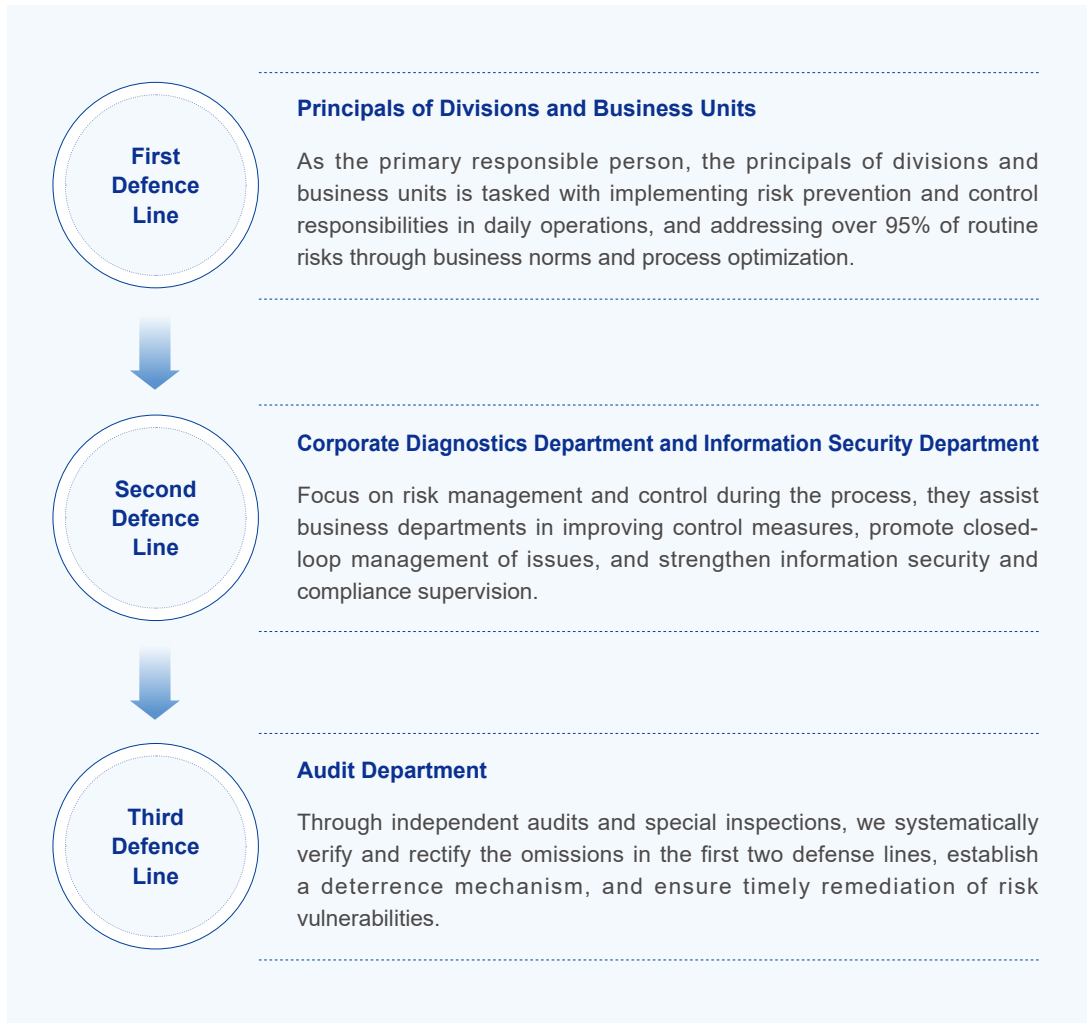 First
Defence
Line
Principals of Divisions and Business Units
As the primary responsible person, the principals of divisions and
business units is tasked with implementing risk prevention and control
responsibilities in daily operations, and addressing over 95% of routine
risks through business norms and process optimization.
Second
Defence
Line
Corporate Diagnostics Department and Information Security Department
Focus on risk management and control during the process, they assist
business departments in improving control measures, promote closed-
loop management of issues, and strengthen information security and
compliance supervision.
Third
Defence
Line
Audit Department
Through independent audits and special inspections, we systematically
verify and rectify the omissions in the first two defense lines, establish
a deterrence mechanism, and ensure timely remediation of risk
vulnerabilities.